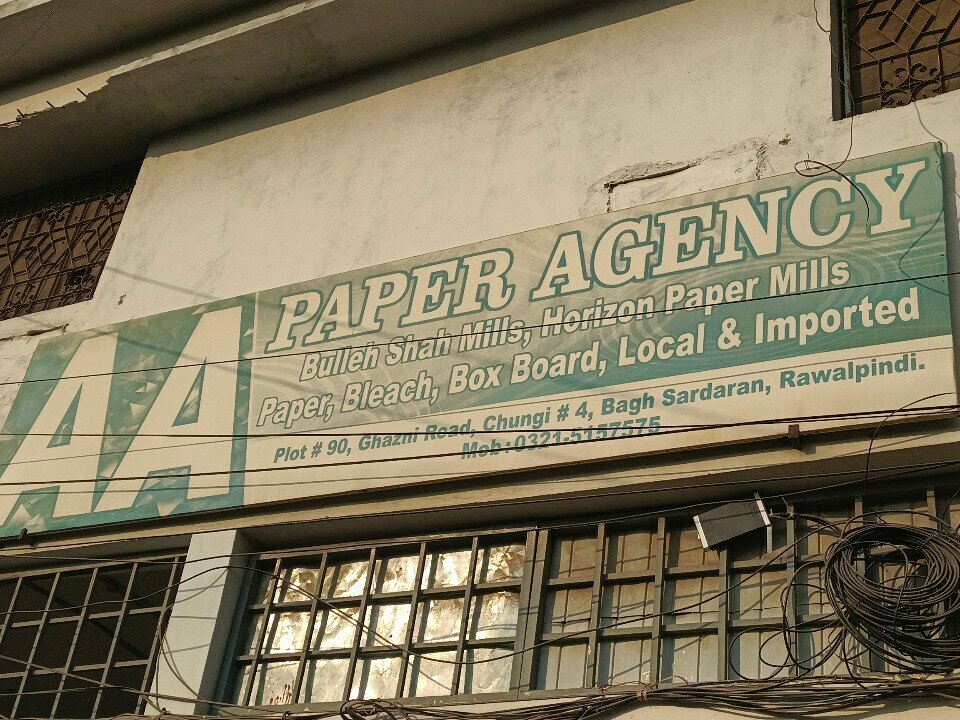 AA
PAPER AGENCY
Bulleh Shah Mills, Horizon Paper Mills
Paper, Bleach, Box Board, Local & Imported
Plot # 90, Ghazni Road, Chungi # 4, Bagh Sardaran, Rawalpindi.
Mob : 0321-5157575